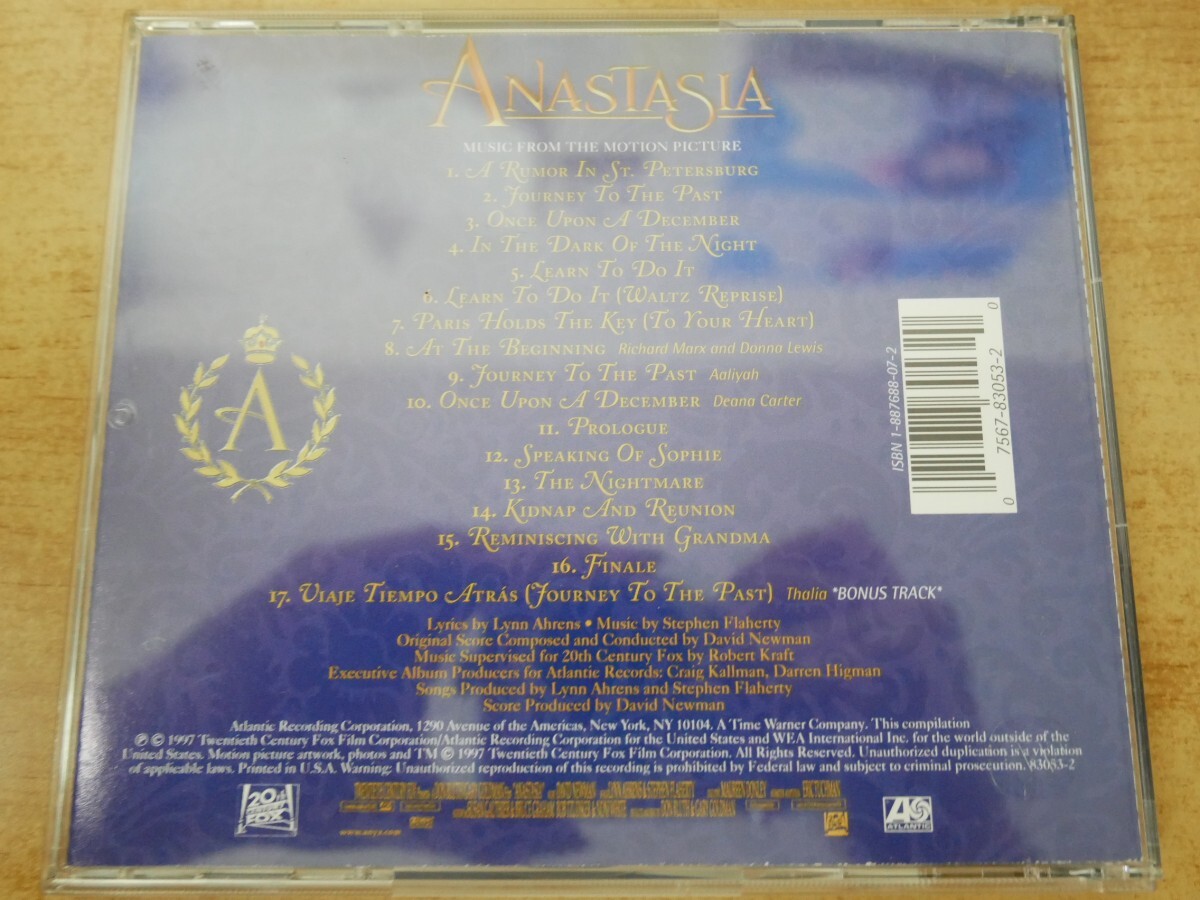 ANASTASIA
MUSIC FROM THE MOTION PICTURE
1. A RUMOR IN ST. PETERSBURG
2. JOURNEY TO THE PAST
3. ONCE UPON A DECEMBER
4. IN THE DARK OF THE NIGHT
5. LEARN TO DO IT
6. LEARN TO DO IT (WALTZ REPRISE)
7. PARIS HOLDS THE KEY (TO YOUR HEART)
8. AT THE BEGINNING Richard Marx and Donna Lewis
9. JOURNEY TO THE PAST Aaliyah
10. ONCE UPON A DECEMBER Deana Carter
11. PROLOGUE
12. SPEAKING OF SOPHIE
13. THE NIGHTMARE
14. KIDNAP AND REUNION
15. REMINISCING WITH GRANDMA
16. FINALE
17. VIAJE TIEMPO ATRÁS (JOURNEY TO THE PAST) Thalia *BONUS TRACK*
A
ISBN 1-887688-07-2
0 7567-83053-2 0
Lyrics by Lynn Ahrens • Music by Stephen Flaherty
Original Score Composed and Conducted by David Newman
Music Supervised for 20th Century Fox by Robert Kraft
Executive Album Producers for Atlantic Records: Craig Kallman, Darren Higman
Songs Produced by Lynn Ahrens and Stephen Flaherty
Score Produced by David Newman
Atlantic Recording Corporation, 1290 Avenue of the Americas, New York, NY 10104. A Time Warner Company. This compilation
℗ © 1997 Twentieth Century Fox Film Corporation/Atlantic Recording Corporation for the United States and WEA International Inc. for the world outside of the
United States. Motion picture artwork, photos and TM © 1997 Twentieth Century Fox Film Corporation. All Rights Reserved. Unauthorized duplication is a violation
of applicable laws. Printed in U.S.A. Warning: Unauthorized reproduction of this recording is prohibited by Federal law and subject to criminal prosecution. 83053-2
20th CENTURY FOX
www.anya.com
ATLANTIC